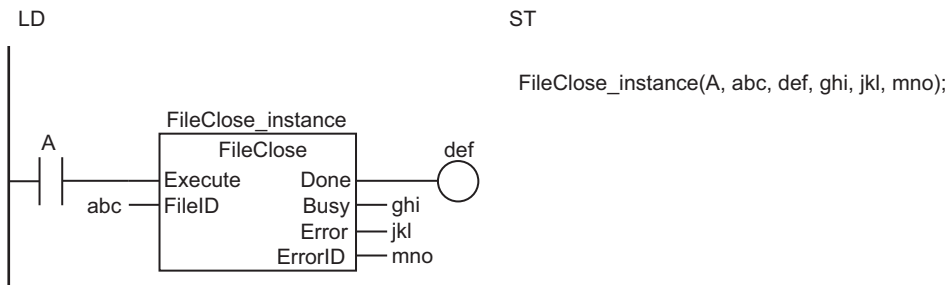 LD
ST
FileClose_instance(A, abc, def, ghi, jkl, mno);
FileClose_instance
A
FileClose
def
Execute Done
abc FileID Busy ghi
Error jkl
ErrorID mno